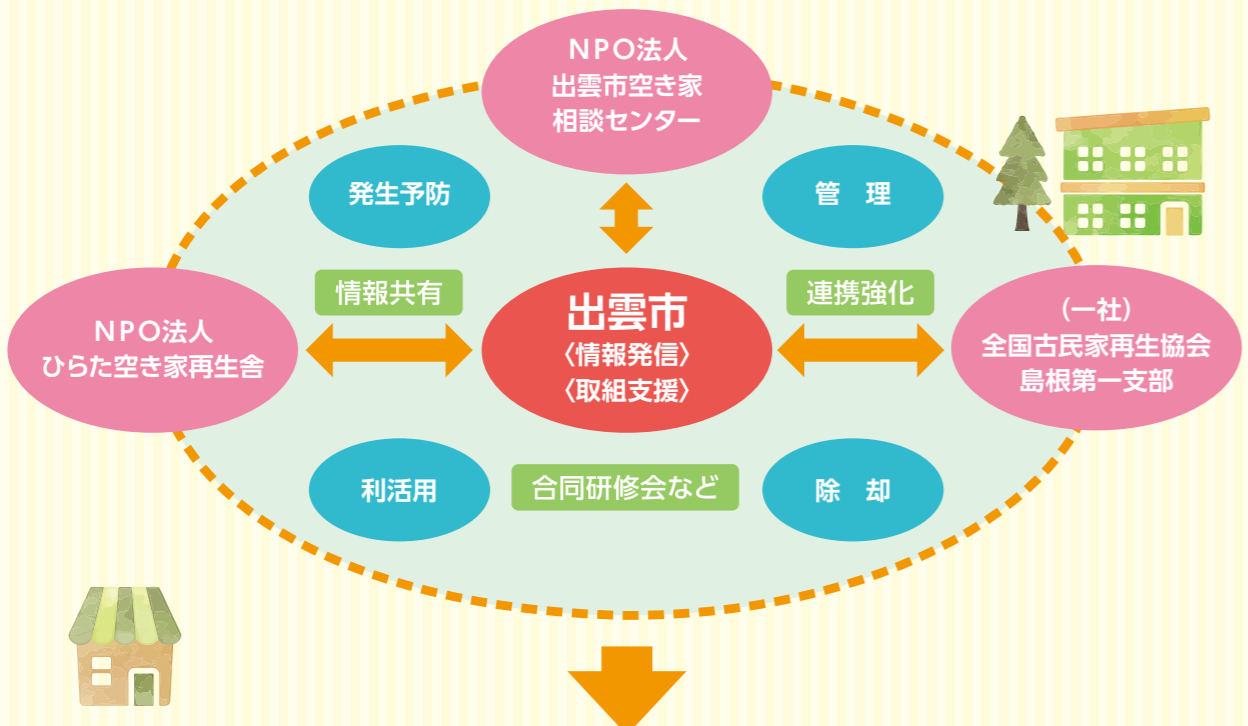 NPO法人
出雲市空き家
相談センター
発生予防
管　理
情報共有
連携強化
NPO法人
ひらた空き家再生舎
出雲市
〈情報発信〉
〈取組支援〉
(一社)
全国古民家再生協会
島根第一支部
利活用
合同研修会など
除　却